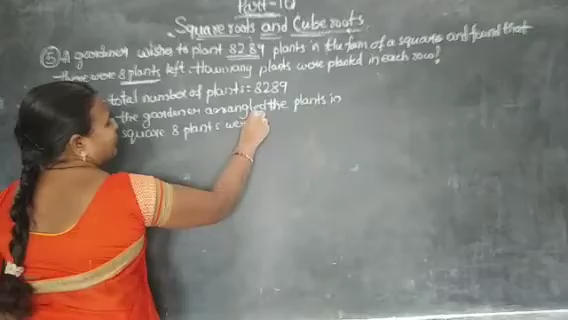 Part-10
Square roots and Cube roots
⑤ A gardener wishes to plant 8289 plants in the form of a square and found that
there were 8 plants left. How many plants were planted in each row?
total number of plants = 8289
the gardener arranged the plants in
square 8 plants we